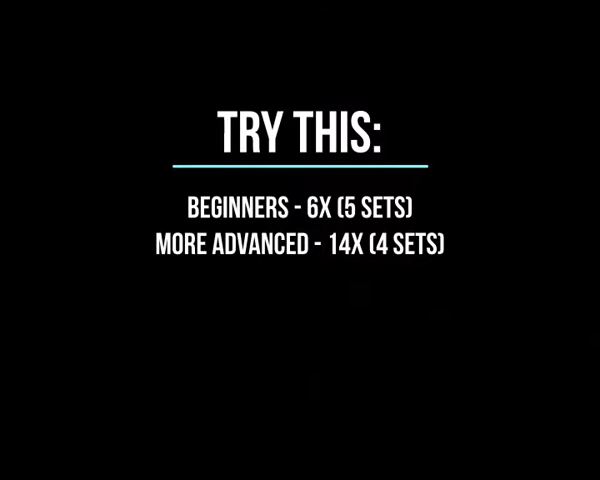 TRY THIS:
BEGINNERS - 6X (5 SETS)
MORE ADVANCED - 14X (4 SETS)